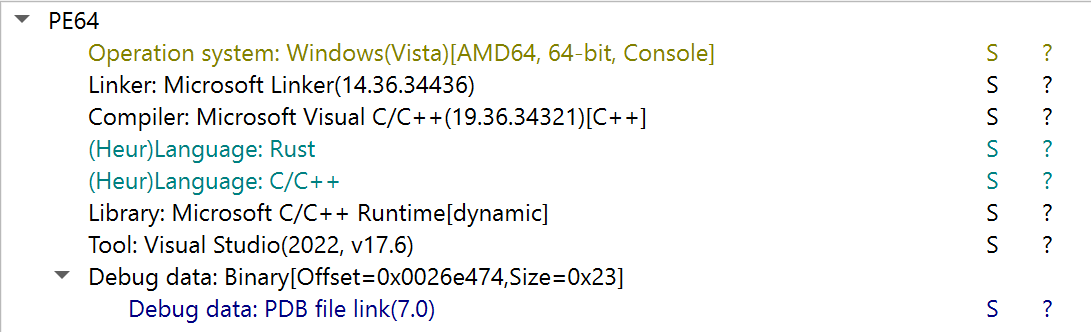 PE64
Operation system: Windows(Vista)[AMD64, 64-bit, Console] S ?
Linker: Microsoft Linker(14.36.34436) S ?
Compiler: Microsoft Visual C/C++(19.36.34321)[C++] S ?
(Heur)Language: Rust S ?
(Heur)Language: C/C++ S ?
Library: Microsoft C/C++ Runtime[dynamic] S ?
Tool: Visual Studio(2022, v17.6) S ?
Debug data: Binary[Offset=0x0026e474,Size=0x23]
Debug data: PDB file link(7.0) S ?